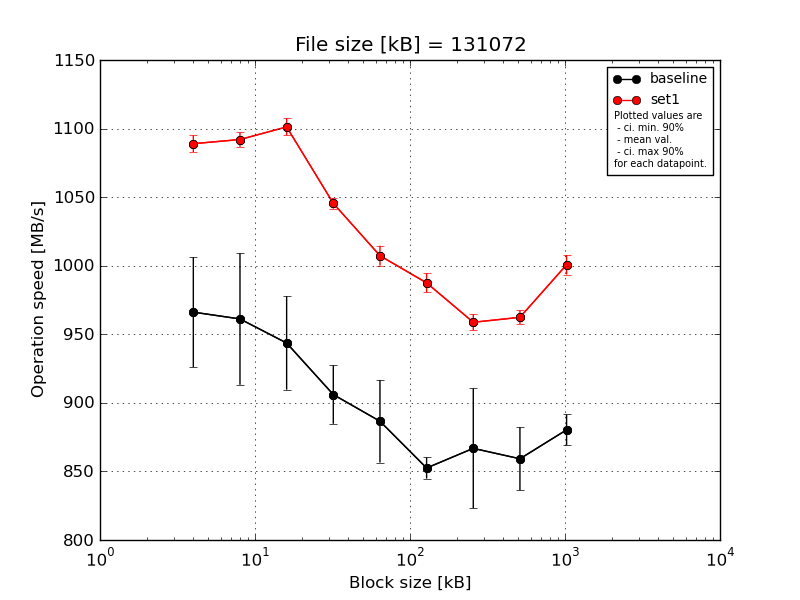 File size [kB] = 131072
1150
1100
1050
1000
950
900
850
800
Operation speed [MB/s]
baseline
set1
Plotted values are
- ci. min. 90%
- mean val.
- ci. max 90%
for each datapoint.
10^0 10^1 10^2 10^3 10^4
Block size [kB]